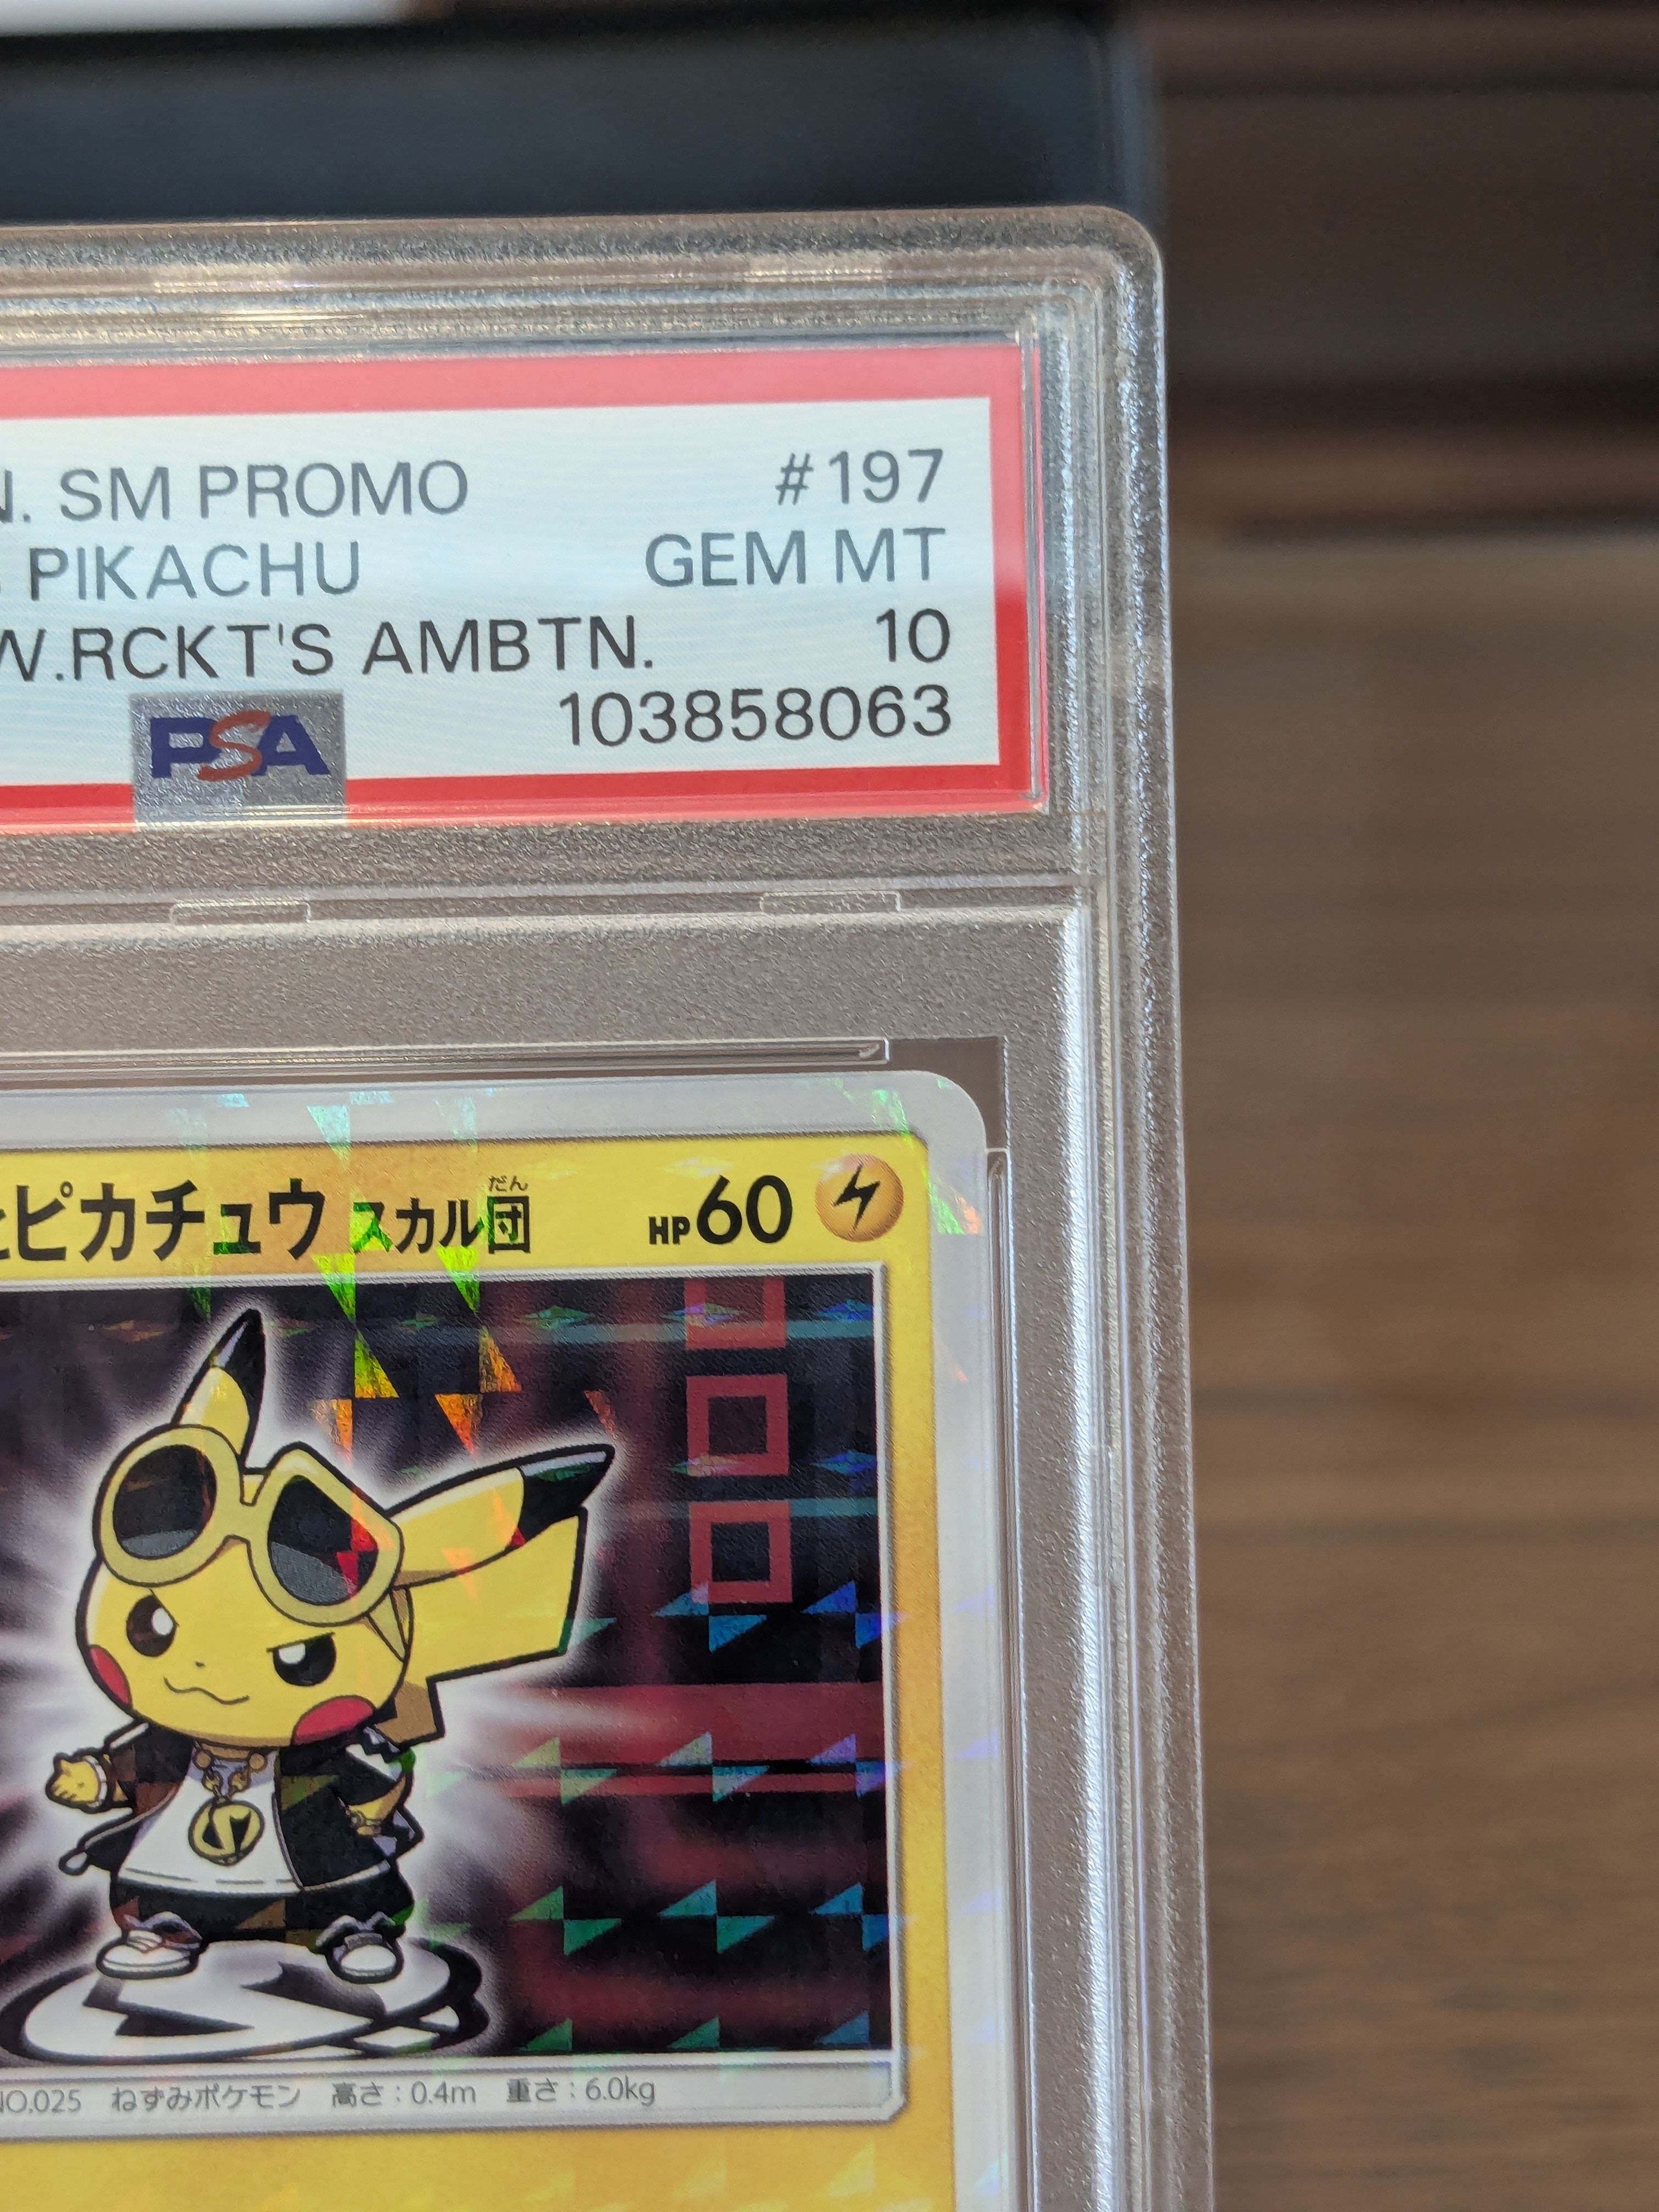 N. SM PROMO #197
PIKACHU GEM MT
W.RCKT'S AMBTN. 10
PSA 103858063
とピカチュウ スカル団 HP60
だん
NO.025 ねずみポケモン 高さ：0.4m 重さ：6.0kg